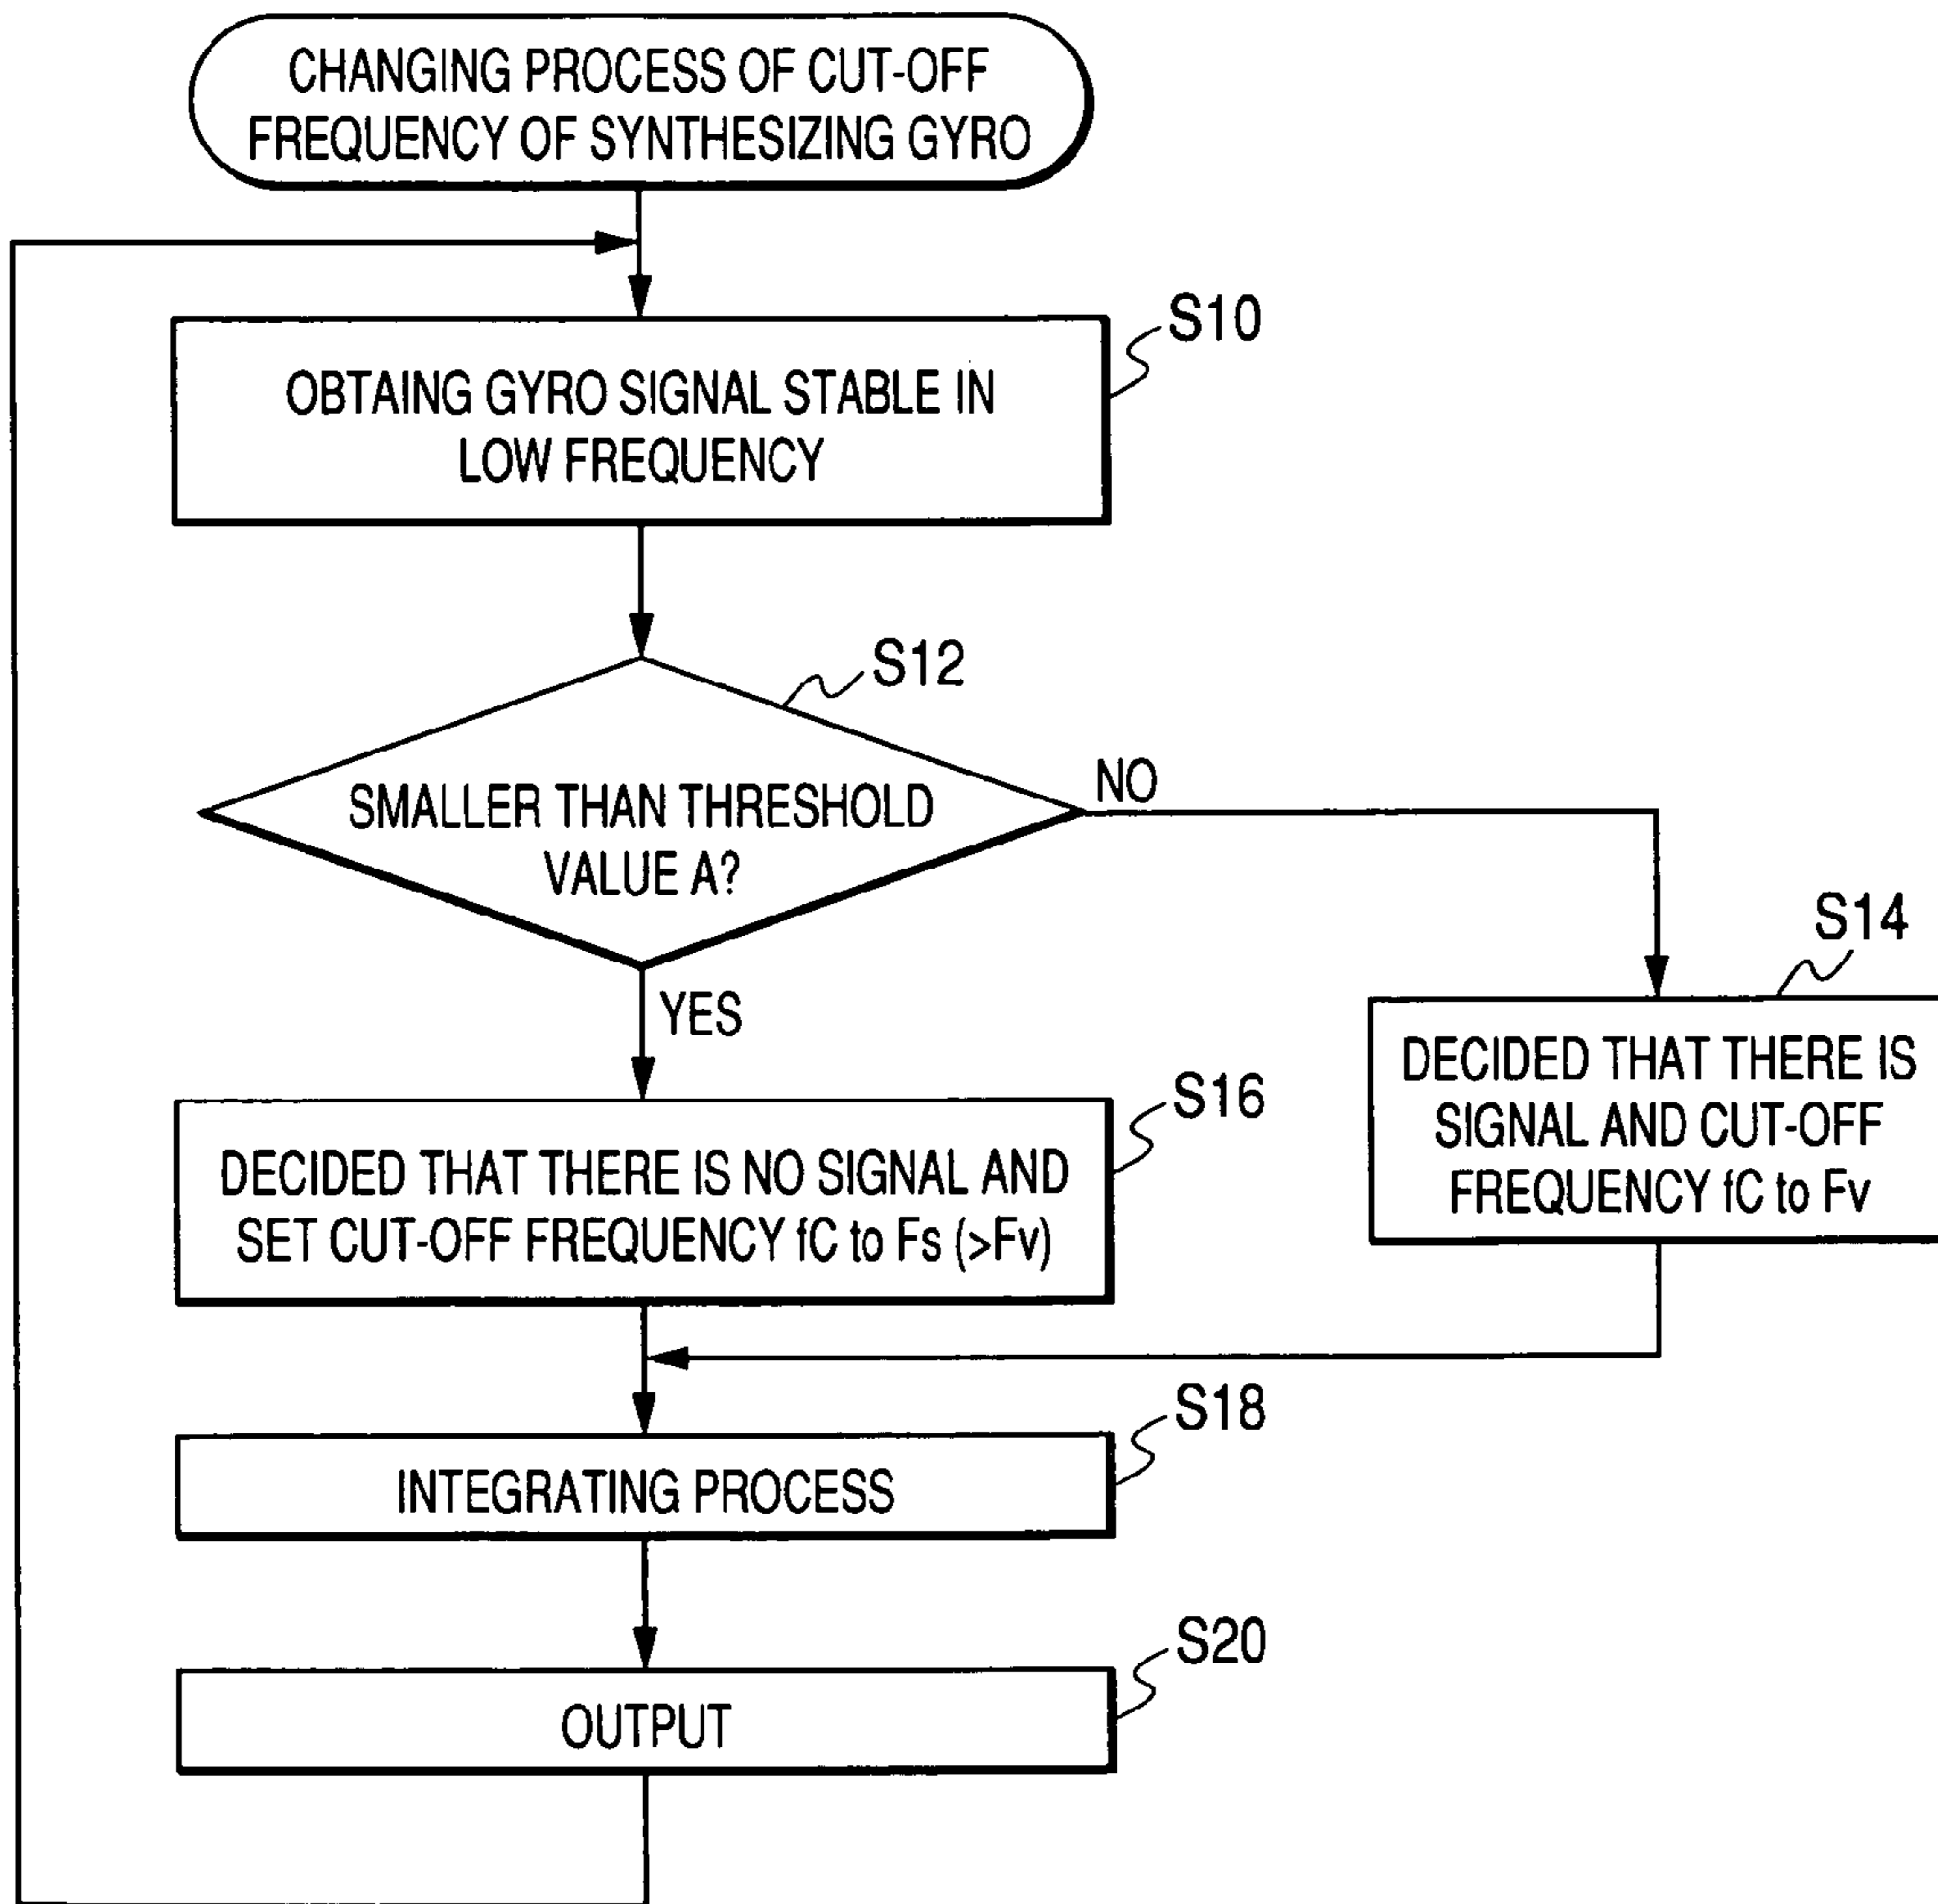 CHANGING PROCESS OF CUT-OFF
FREQUENCY OF SYNTHESIZING GYRO
S10
OBTAING GYRO SIGNAL STABLE IN
LOW FREQUENCY
S12
SMALLER THAN THRESHOLD
VALUE A?
NO
YES
S14
DECIDED THAT THERE IS
SIGNAL AND CUT-OFF
FREQUENCY fC to Fv
S16
DECIDED THAT THERE IS NO SIGNAL AND
SET CUT-OFF FREQUENCY fC to Fs (>Fv)
S18
INTEGRATING PROCESS
S20
OUTPUT